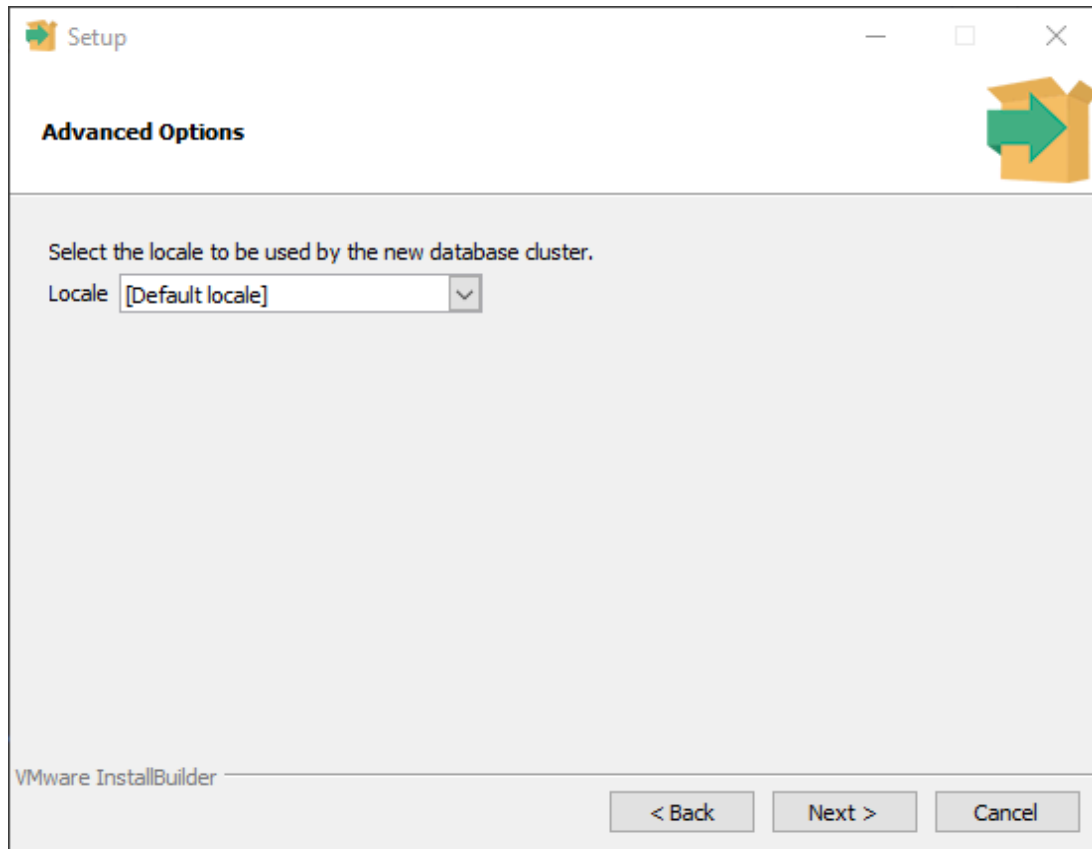 Setup
Advanced Options
Select the locale to be used by the new database cluster.
Locale [Default locale]
VMware InstallBuilder
< Back Next > Cancel